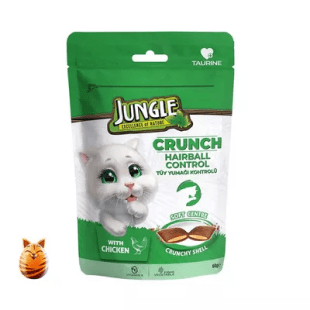 TAURINE
JUNGLE
EXCELLENCE OF NATURE
CRUNCH
HAIRBALL
CONTROL
TÜY YUMAĞI KONTROLÜ
SOFT CENTRE
CRUNCHY SHELL
WITH
CHICKEN